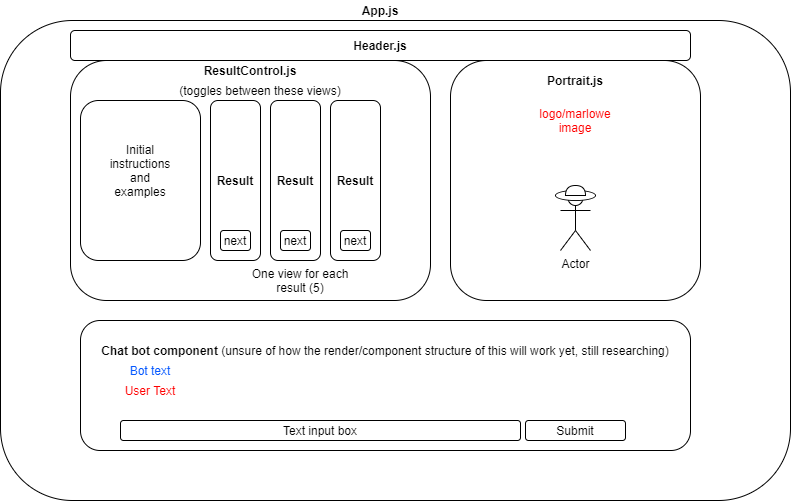 App.js
Header.js
ResultControl.js
(toggles between these views)
Initial
instructions
and
examples
Result
next
Result
next
Result
next
One view for each
result (5)
Portrait.js
logo/marlowe
image
Actor
Chat bot component (unsure of how the render/component structure of this will work yet, still researching)
Bot text
User Text
Text input box
Submit